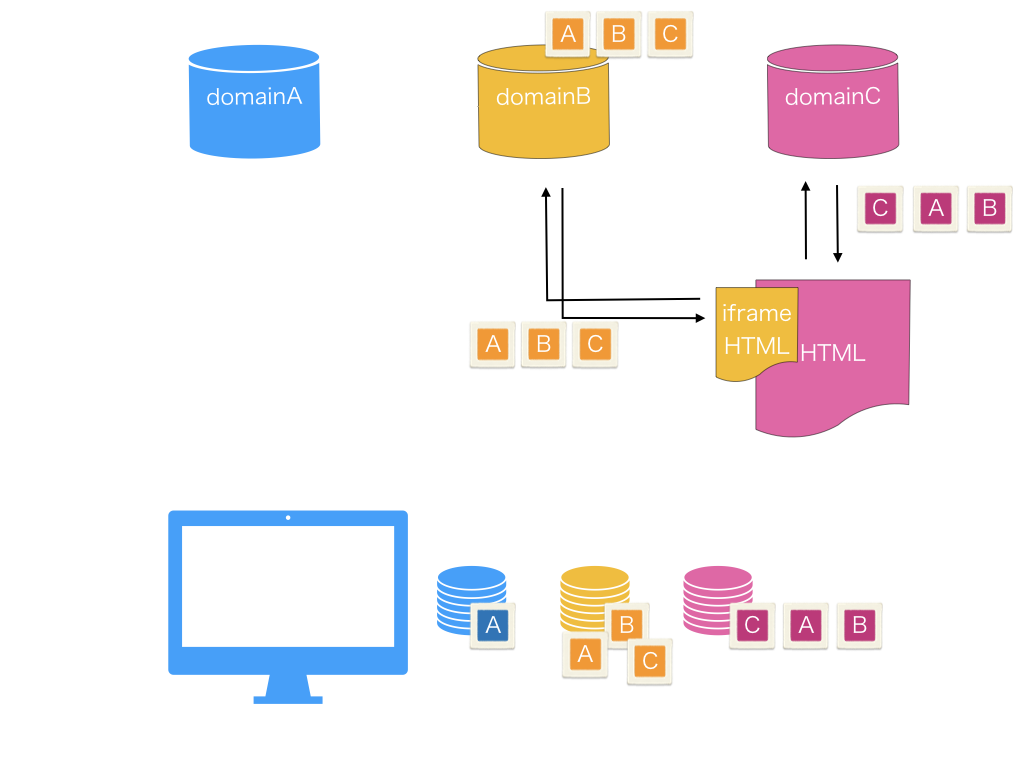 A B C
domainA
domainB
domainC
C A B
iframe
HTML
HTML
A B C
A
B
A
C
C A B